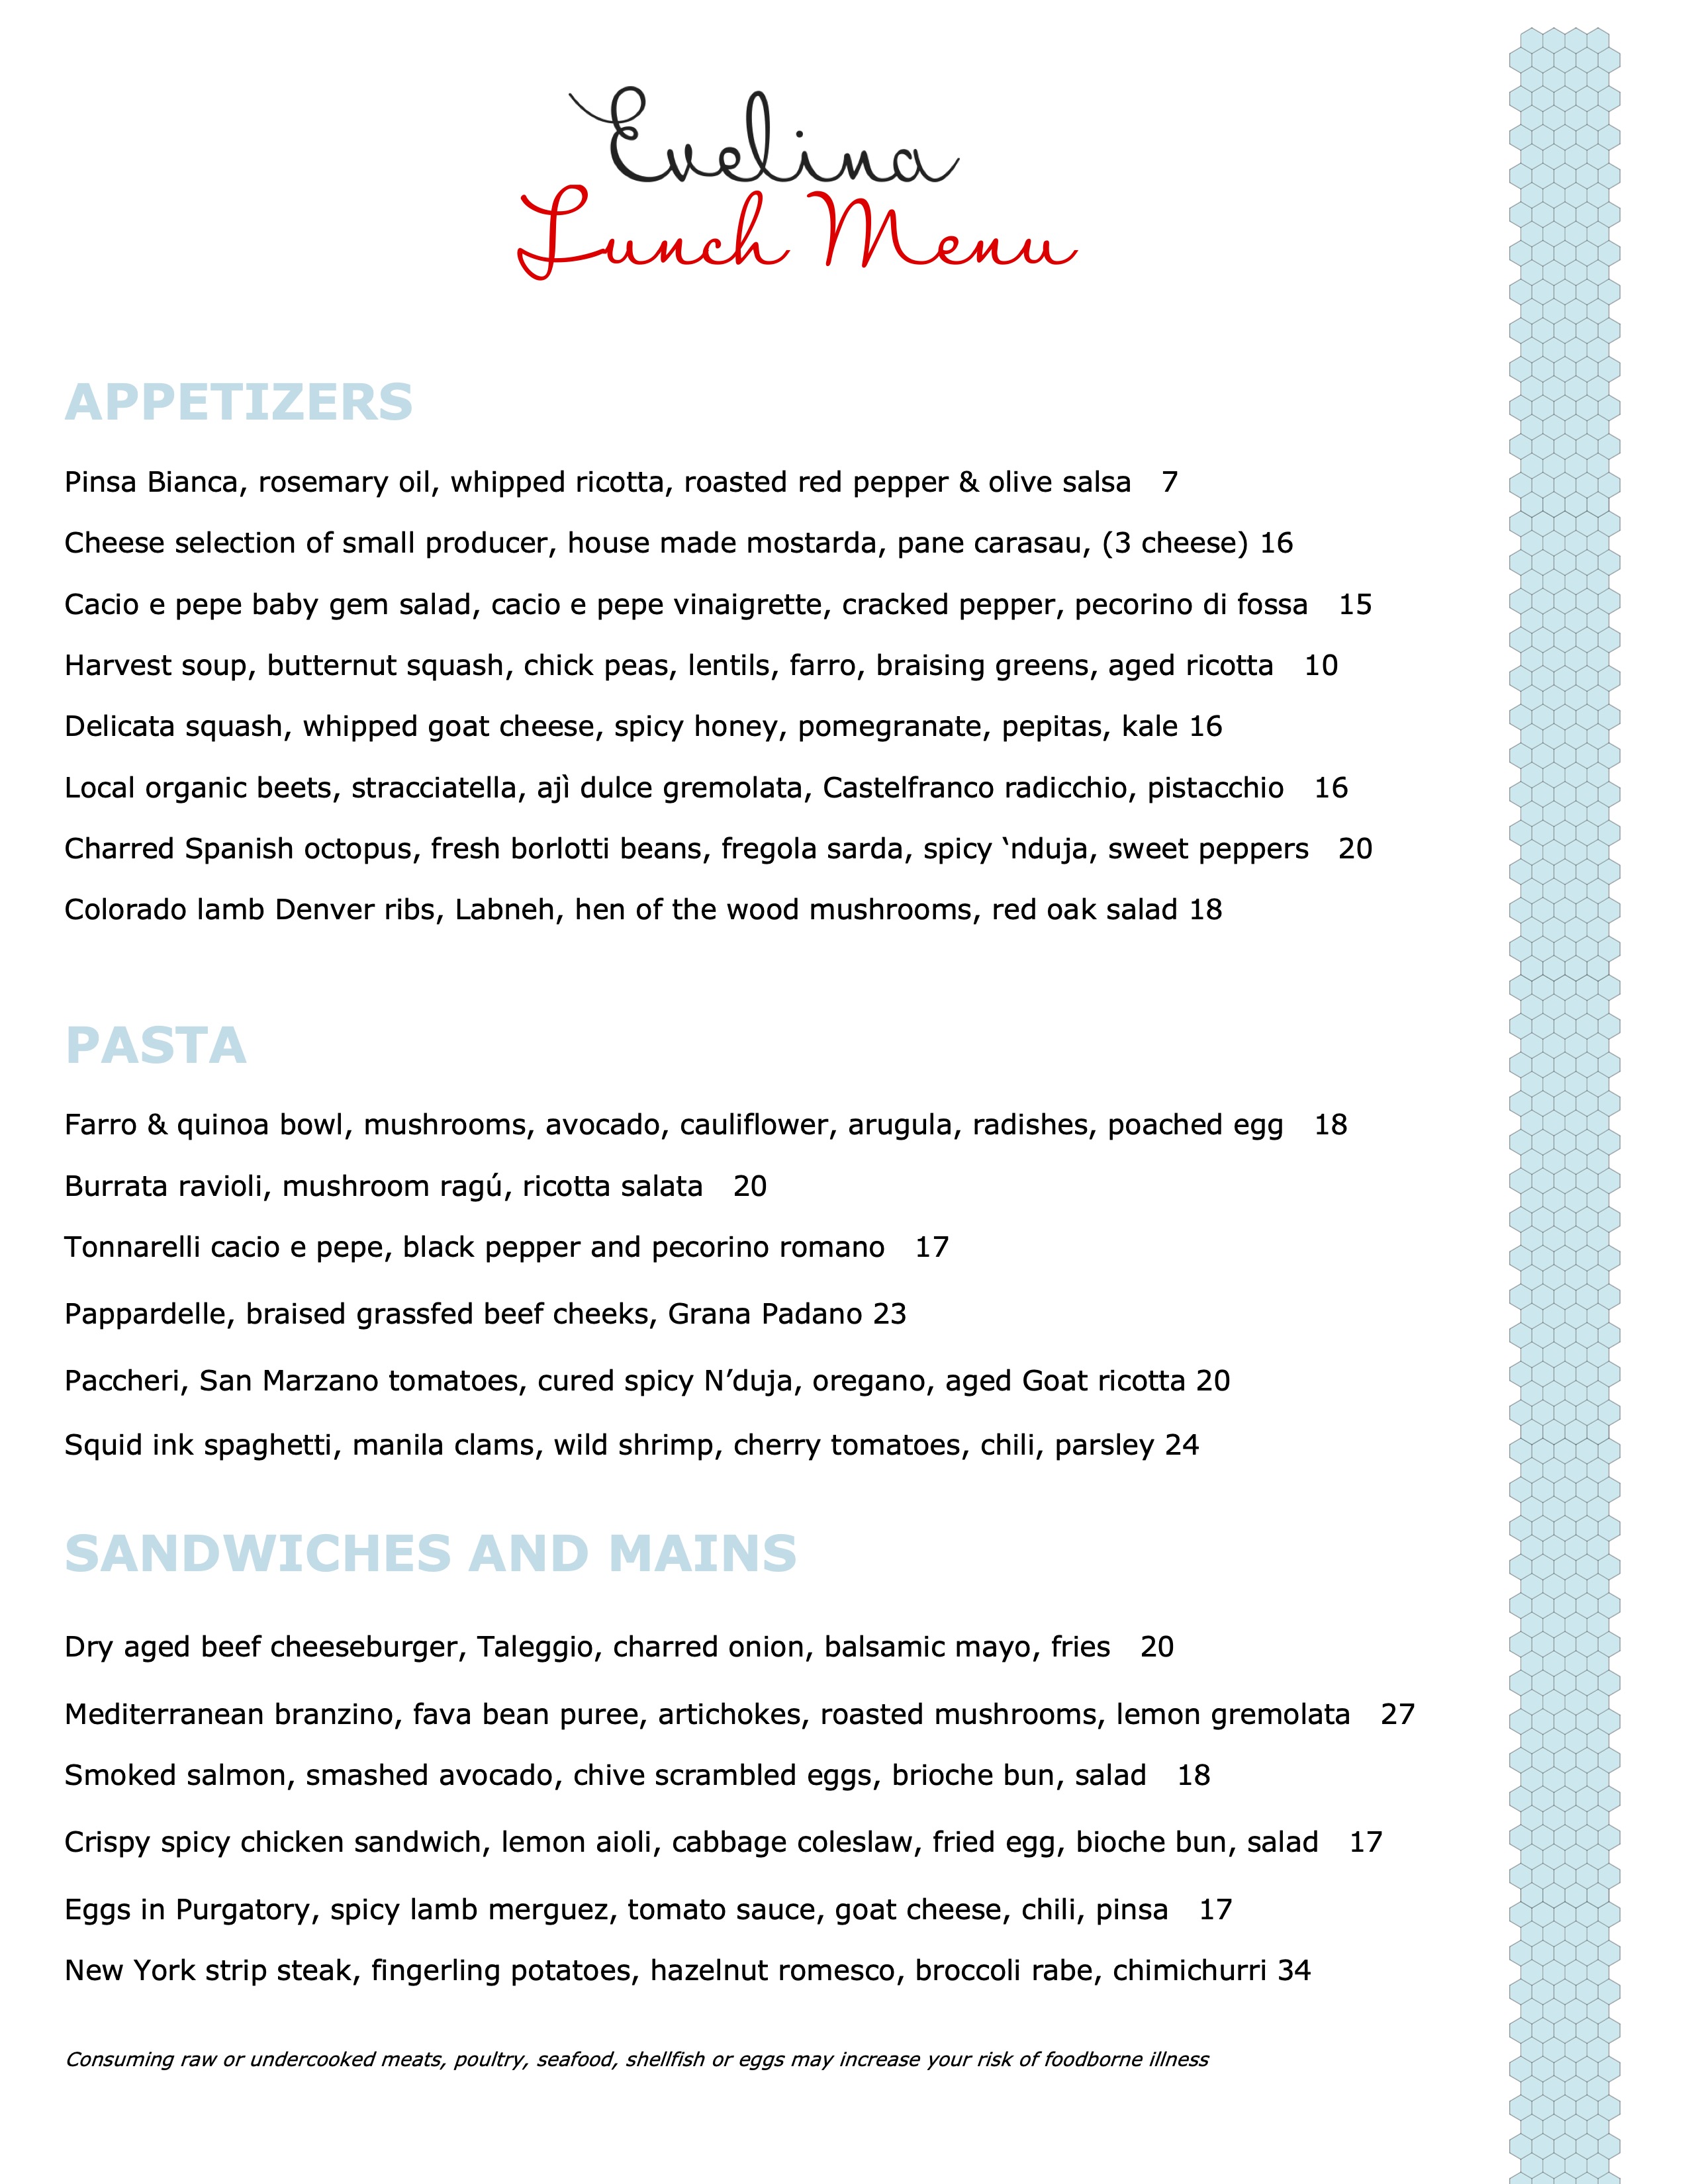 Evelina
Lunch Menu
APPETIZERS
Pinsa Bianca, rosemary oil, whipped ricotta, roasted red pepper & olive salsa 7
Cheese selection of small producer, house made mostarda, pane carasau, (3 cheese) 16
Cacio e pepe baby gem salad, cacio e pepe vinaigrette, cracked pepper, pecorino di fossa 15
Harvest soup, butternut squash, chick peas, lentils, farro, braising greens, aged ricotta 10
Delicata squash, whipped goat cheese, spicy honey, pomegranate, pepitas, kale 16
Local organic beets, stracciatella, ajì dulce gremolata, Castelfranco radicchio, pistacchio 16
Charred Spanish octopus, fresh borlotti beans, fregola sarda, spicy ‘nduja, sweet peppers 20
Colorado lamb Denver ribs, Labneh, hen of the wood mushrooms, red oak salad 18
PASTA
Farro & quinoa bowl, mushrooms, avocado, cauliflower, arugula, radishes, poached egg 18
Burrata ravioli, mushroom ragú, ricotta salata 20
Tonnarelli cacio e pepe, black pepper and pecorino romano 17
Pappardelle, braised grassfed beef cheeks, Grana Padano 23
Paccheri, San Marzano tomatoes, cured spicy N’duja, oregano, aged Goat ricotta 20
Squid ink spaghetti, manila clams, wild shrimp, cherry tomatoes, chili, parsley 24
SANDWICHES AND MAINS
Dry aged beef cheeseburger, Taleggio, charred onion, balsamic mayo, fries 20
Mediterranean branzino, fava bean puree, artichokes, roasted mushrooms, lemon gremolata 27
Smoked salmon, smashed avocado, chive scrambled eggs, brioche bun, salad 18
Crispy spicy chicken sandwich, lemon aioli, cabbage coleslaw, fried egg, bioche bun, salad 17
Eggs in Purgatory, spicy lamb merguez, tomato sauce, goat cheese, chili, pinsa 17
New York strip steak, fingerling potatoes, hazelnut romesco, broccoli rabe, chimichurri 34
Consuming raw or undercooked meats, poultry, seafood, shellfish or eggs may increase your risk of foodborne illness